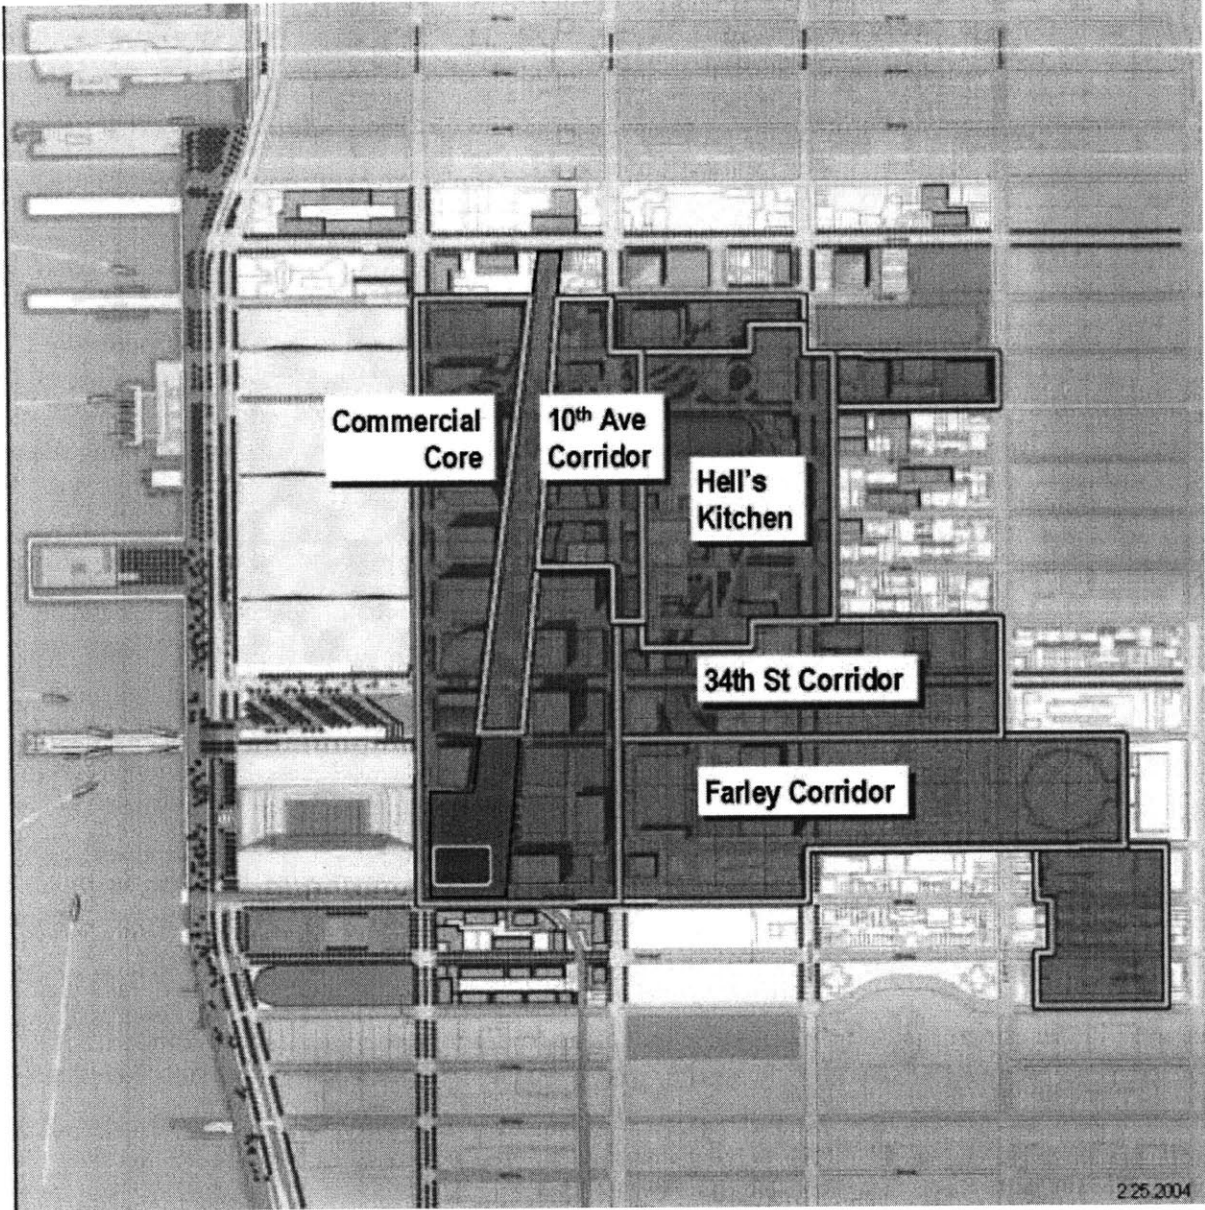 Commercial
Core
10th Ave
Corridor
Hell's
Kitchen
34th St Corridor
Farley Corridor
2.25.2004